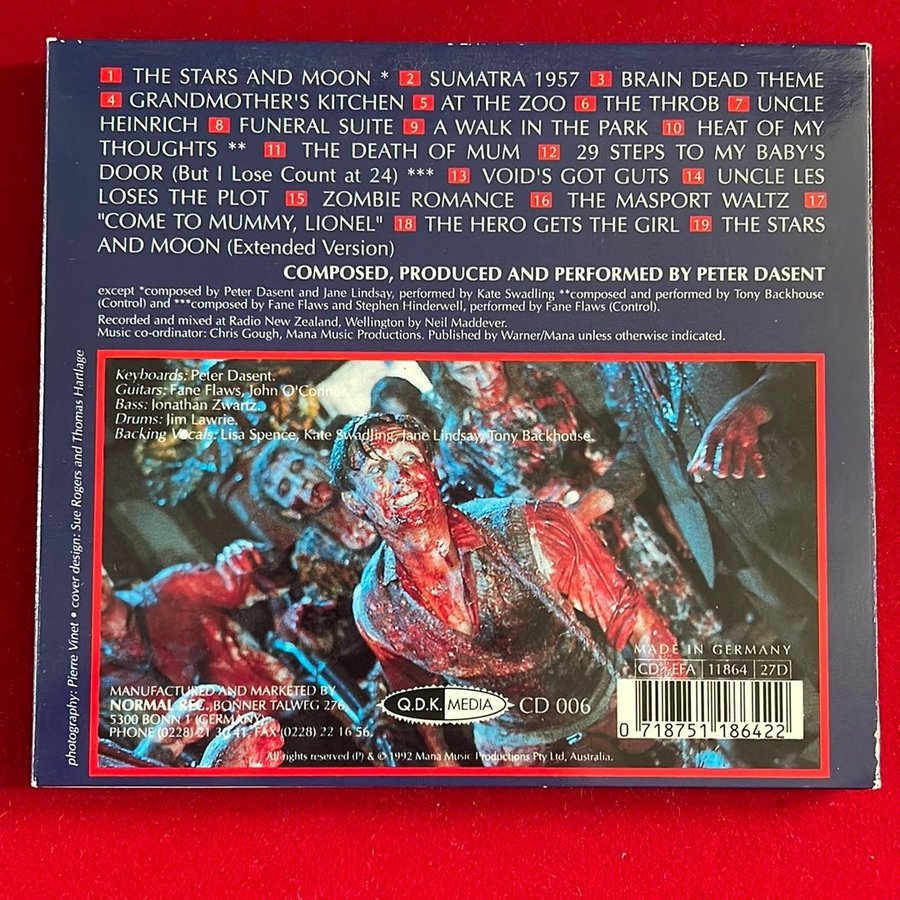 1 THE STARS AND MOON * 2 SUMATRA 1957 3 BRAIN DEAD THEME
4 GRANDMOTHER'S KITCHEN 5 AT THE ZOO 6 THE THROB 7 UNCLE
HEINRICH 8 FUNERAL SUITE 9 A WALK IN THE PARK 10 HEAT OF MY
THOUGHTS ** 11 THE DEATH OF MUM 12 29 STEPS TO MY BABY'S
DOOR (But I Lose Count at 24) *** 13 VOID'S GOT GUTS 14 UNCLE LES
LOSES THE PLOT 15 ZOMBIE ROMANCE 16 THE MASPORT WALTZ 17
"COME TO MUMMY, LIONEL" 18 THE HERO GETS THE GIRL 19 THE STARS
AND MOON (Extended Version)
COMPOSED, PRODUCED AND PERFORMED BY PETER DASENT
except *composed by Peter Dasent and Jane Lindsay, performed by Kate Swadling **composed and performed by Tony Backhouse
(Control) and ***composed by Fane Flaws and Stephen Hinderwell, performed by Fane Flaws (Control).
Recorded and mixed at Radio New Zealand, Wellington by Neil Maddever.
Music co-ordinator: Chris Gough, Mana Music Productions. Published by Warner/Mana unless otherwise indicated.
photography: Pierre Vinet • cover design: Sue Rogers and Thomas Hartlage
Keyboards: Peter Dasent.
Guitars: Fane Flaws, John O'Connor.
Bass: Jonathan Zwartz.
Drums: Jim Lawrie.
Backing Vocals: Lisa Spence, Kate Swadling, Jane Lindsay, Tony Backhouse.
MANUFACTURED AND MARKETED BY
NORMAL REC., BONNER TALWEG 276
5300 BONN 1 (GERMANY)
PHONE (0228) 21 30 41, FAX (0228) 22 16 56.
Q.D.K. MEDIA CD 006
MADE IN GERMANY
CD-EFA 11864 27D
0 718751 186422
All rights reserved (P) & © 1992 Mana Music Productions Pty Ltd, Australia.